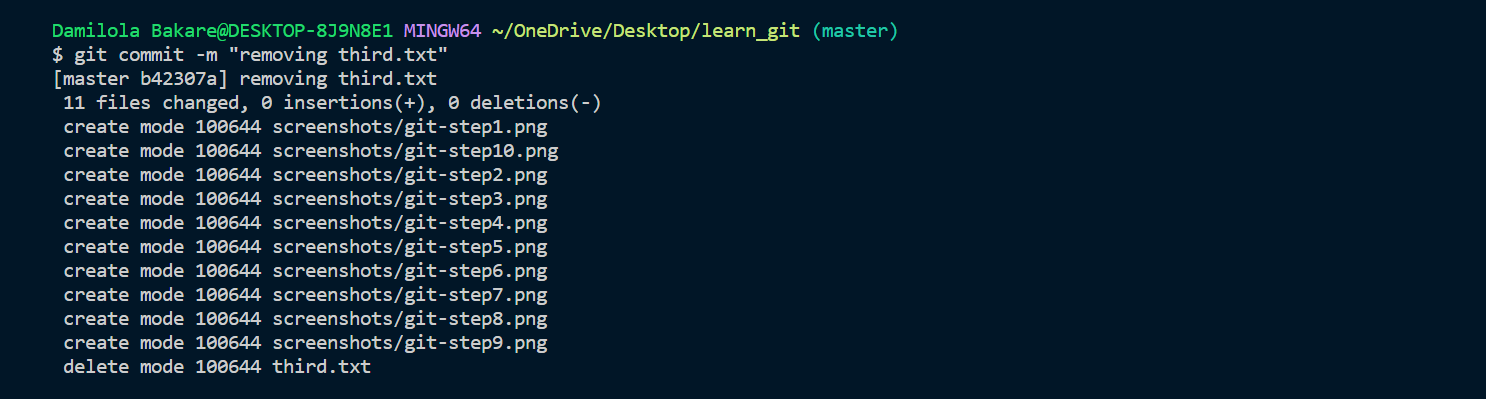 Damilola Bakare@DESKTOP-8J9N8E1 MINGW64 ~/OneDrive/Desktop/learn_git (master)
$ git commit -m "removing third.txt"
[master b42307a] removing third.txt
 11 files changed, 0 insertions(+), 0 deletions(-)
 create mode 100644 screenshots/git-step1.png
 create mode 100644 screenshots/git-step10.png
 create mode 100644 screenshots/git-step2.png
 create mode 100644 screenshots/git-step3.png
 create mode 100644 screenshots/git-step4.png
 create mode 100644 screenshots/git-step5.png
 create mode 100644 screenshots/git-step6.png
 create mode 100644 screenshots/git-step7.png
 create mode 100644 screenshots/git-step8.png
 create mode 100644 screenshots/git-step9.png
 delete mode 100644 third.txt